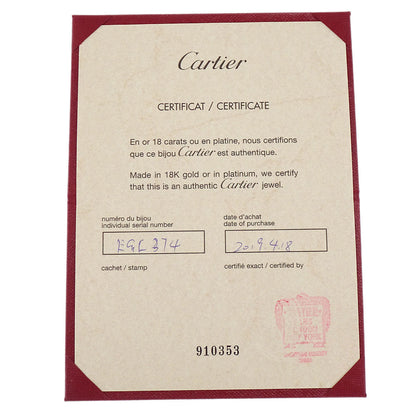 Cartier
CERTIFICAT / CERTIFICATE
En or 18 carats ou en platine, nous certifions
que ce bijou Cartier est authentique.
Made in 18K gold or in platinum, we certify
that this is an authentic Cartier jewel.
numéro du bijou
individual serial number
date d'achat
date of purchase
374
2019.4.18
cachet / stamp
certifié exact / certified by
910353